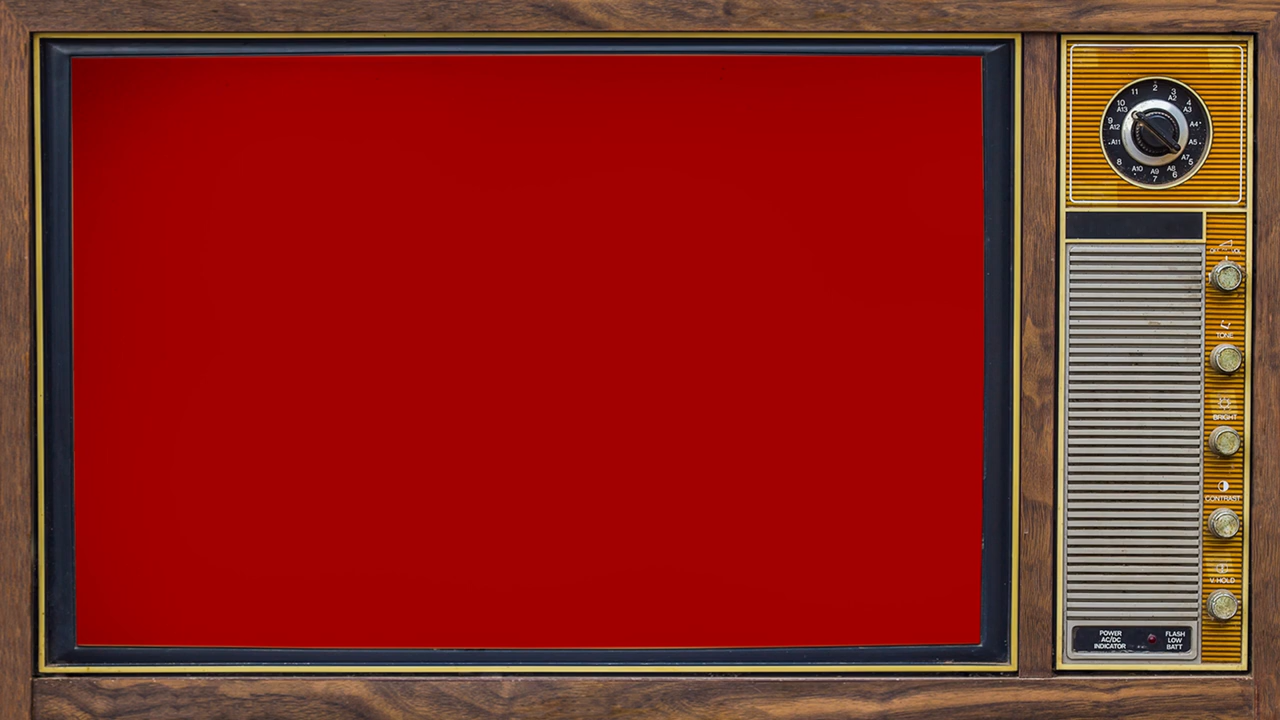 2
3
A2
4
A3
A4
A5
A7
5
A8
6
A9
7
A10
8
A11
A12
9
A13
10
11
TONE
BRIGHT
CONTRAST
V.HOLD
POWER
AC/DC
INDICATOR
FLASH
LOW
BATT